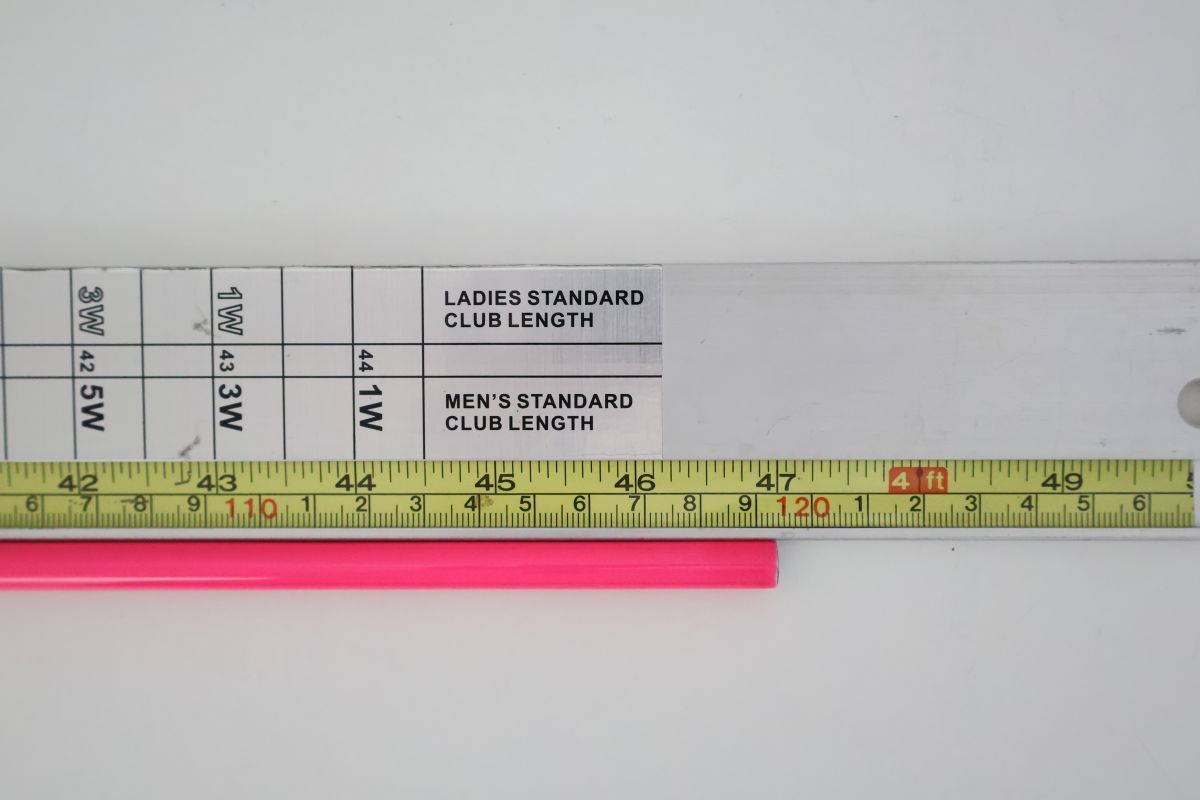 LADIES STANDARD
CLUB LENGTH
3W 1W
42 43 44
5W 3W 1W
MEN'S STANDARD
CLUB LENGTH
42 43 44 45 46 47 4 ft 49
6 7 8 9 110 1 2 3 4 5 6 7 8 9 120 1 2 3 4 5 6